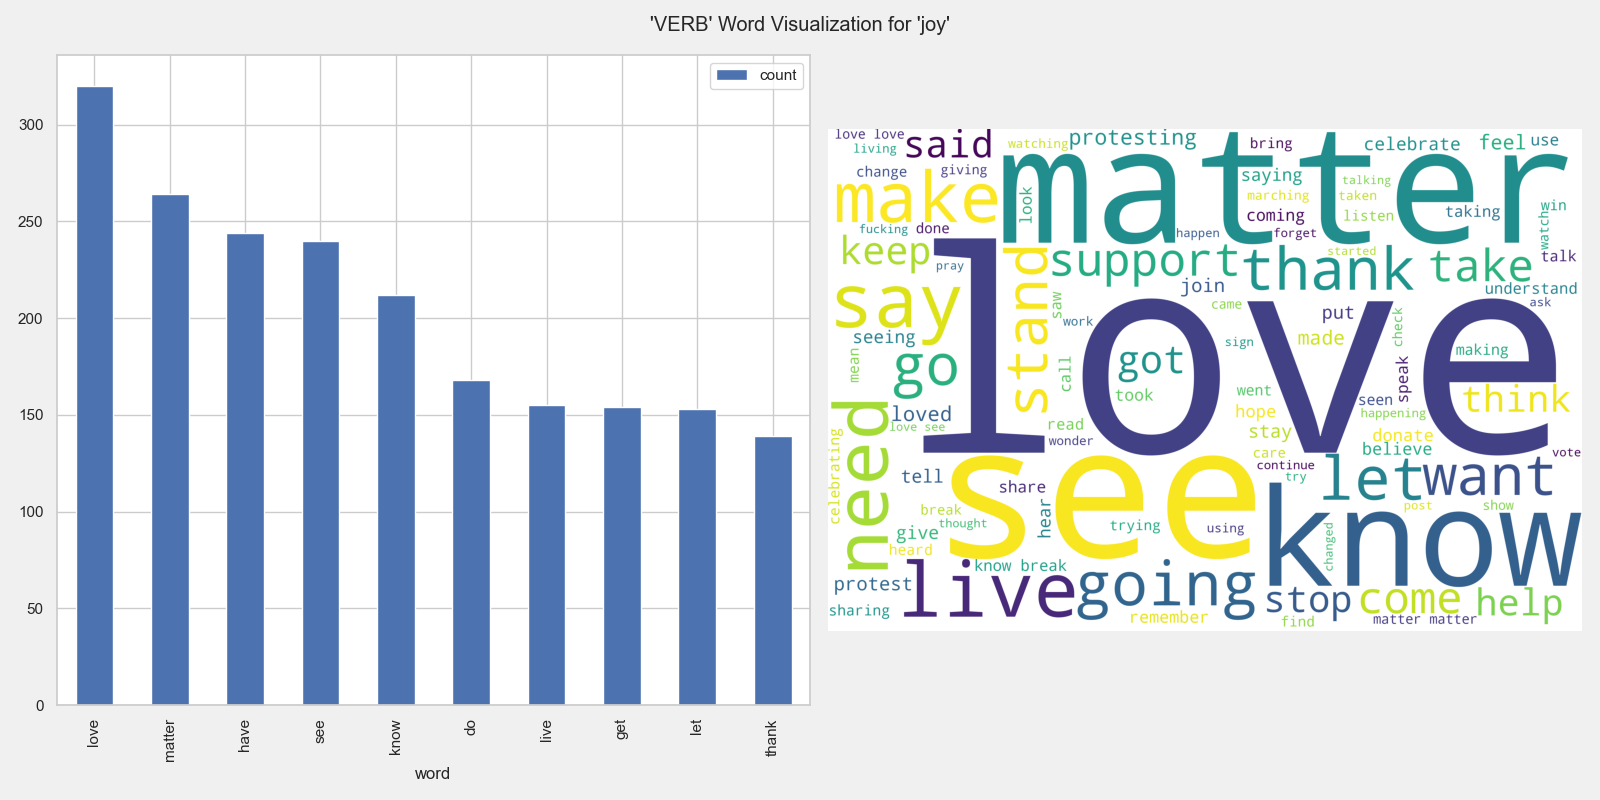 'VERB' Word Visualization for 'joy'
count
300
250
200
150
100
50
0
love
matter
have
see
know
do
live
get
let
thank
word
love love
living
said
watching
protesting
bring
celebrate
feel
use
change
giving
make
look
matter
saying
talking
marching
taken
coming
listen
taking
win
watch
fucking
done
happen
forget
started
talk
keep
pray
love
stand
support
thank
take
say
join
understand
saw
came
put
ask
work
check
seeing
sign
made
mean
go
call
got
making
speak
took
went
seen
think
need
loved
love see
read
hope
happening
wonder
stay
donate
celebrating
care
believe
vote
see
continue
try
let
want
tell
share
know
break
thought
hear
trying
using
post
show
give
heard
changed
know break
protest
live
going
stop
come
help
sharing
remember
find
matter matter